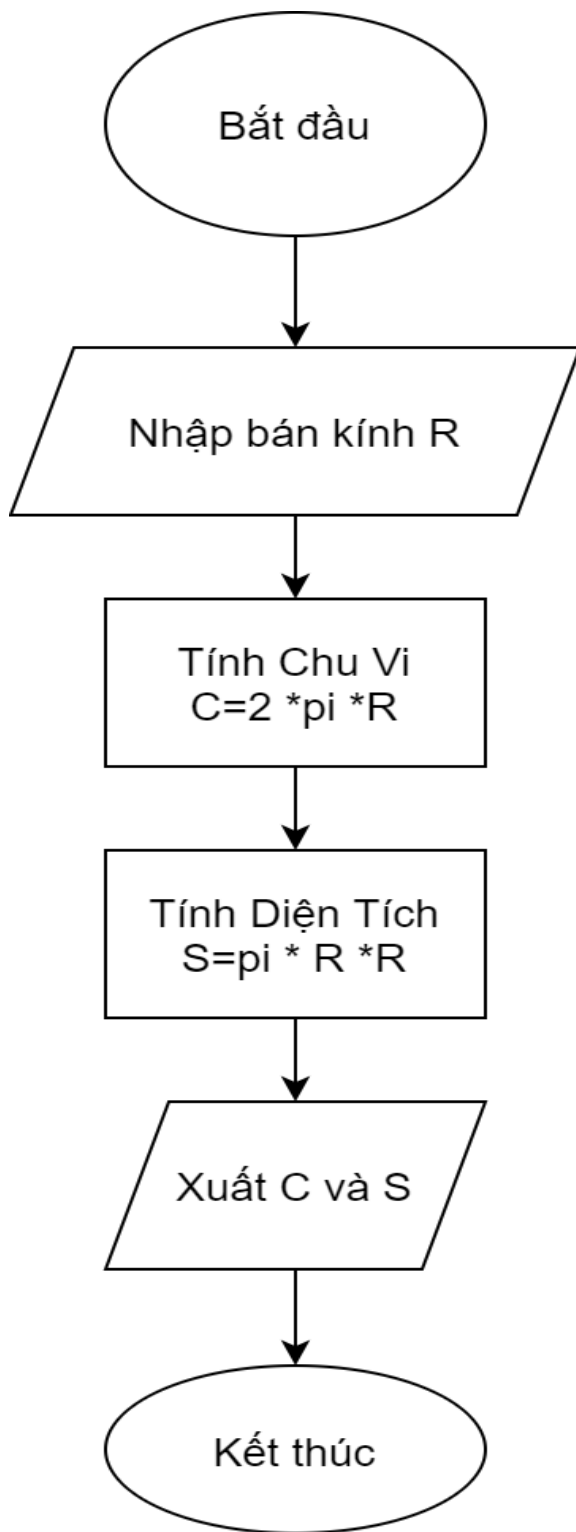 Bắt đầu
Nhập bán kính R
Tính Chu Vi
C=2 *pi *R
Tính Diện Tích
S=pi * R *R
Xuất C và S
Kết thúc